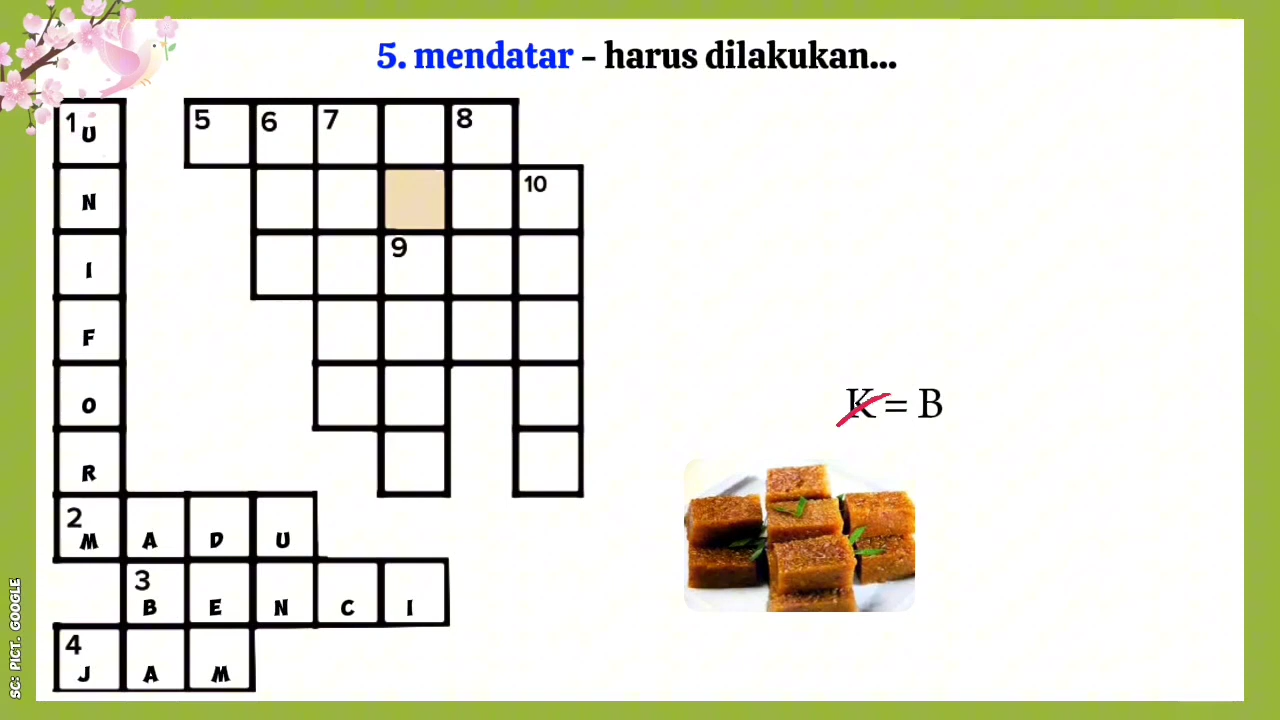 5. mendatar - harus dilakukan...
1 U
5 6 7 8
N
10
I
9
F
O
R
2 M A D U
3 B E N C I
4 J A M
K = B
SC: PICT. GOOGLE